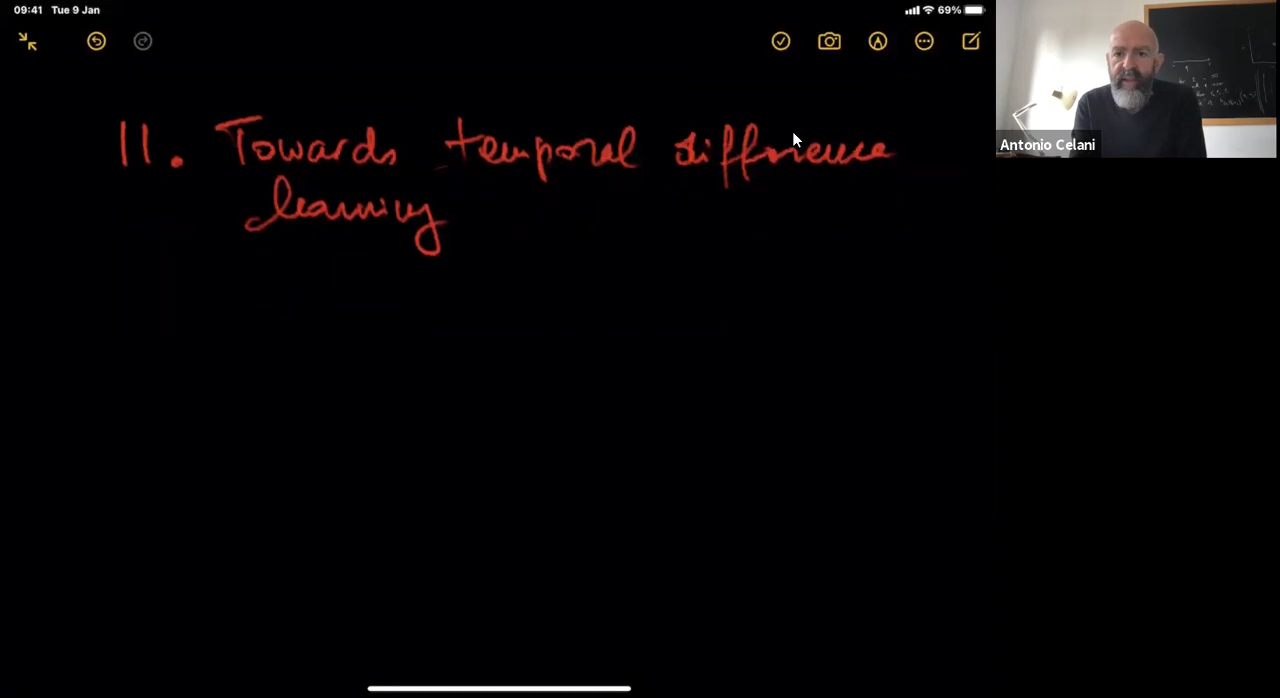 09:41 Tue 9 Jan 69%
Antonio Celani
11. Towards temporal difference
learning